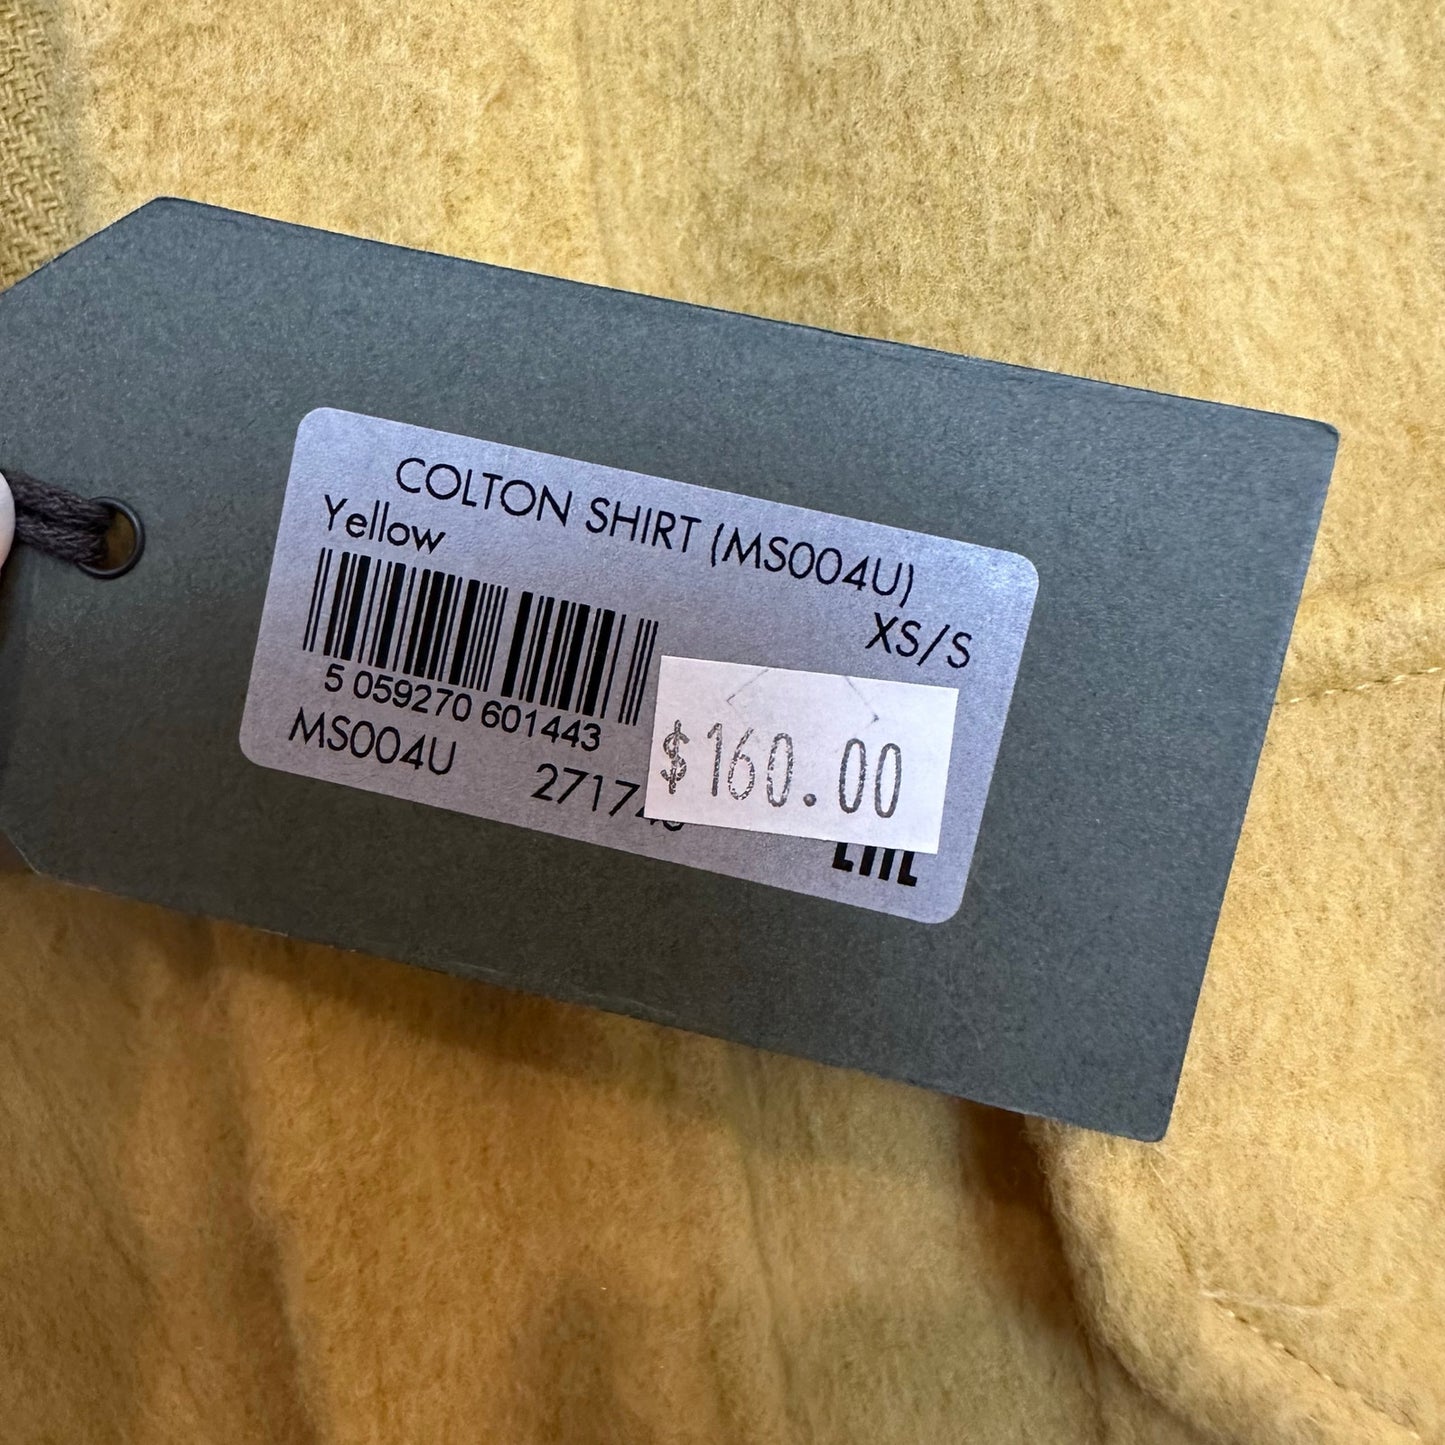 COLTON SHIRT (MS004U)
Yellow
XS/S
5 059270 601443
MS004U
$160.00